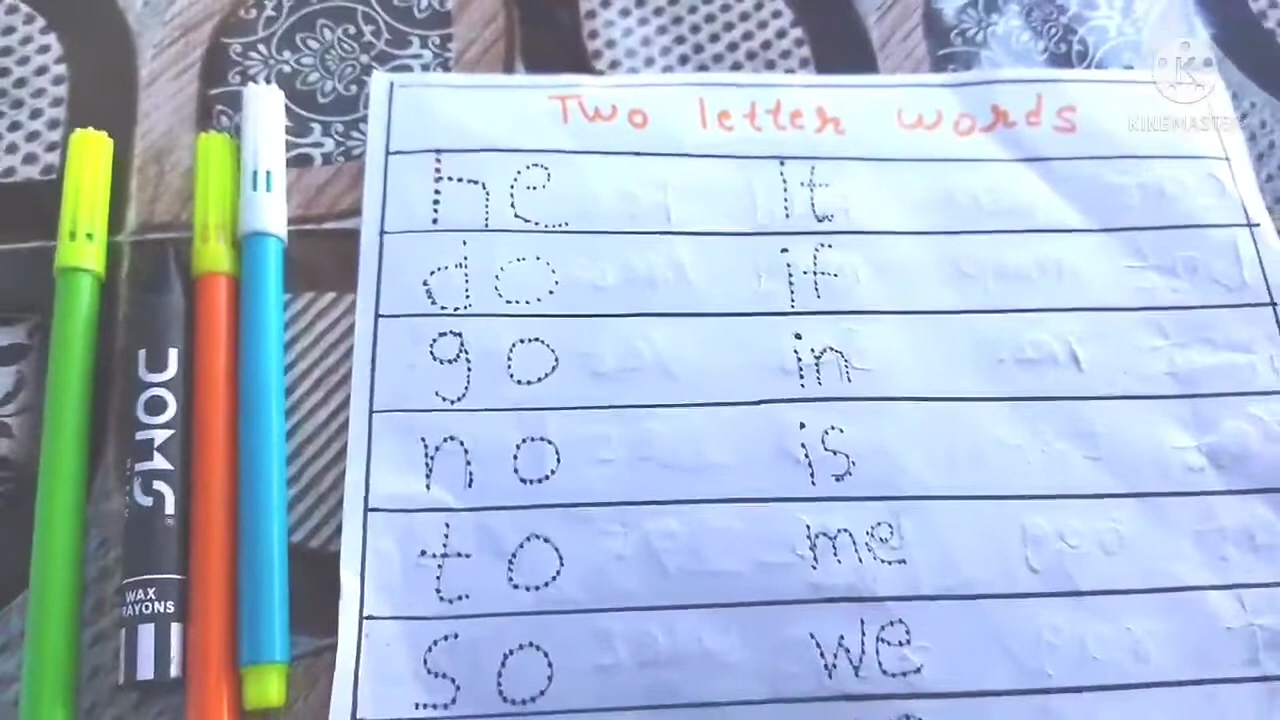 Two letter words
he It
do if
go in
no is
to me
so we
DOMS
WAX
RAYONS
KINEMASTER